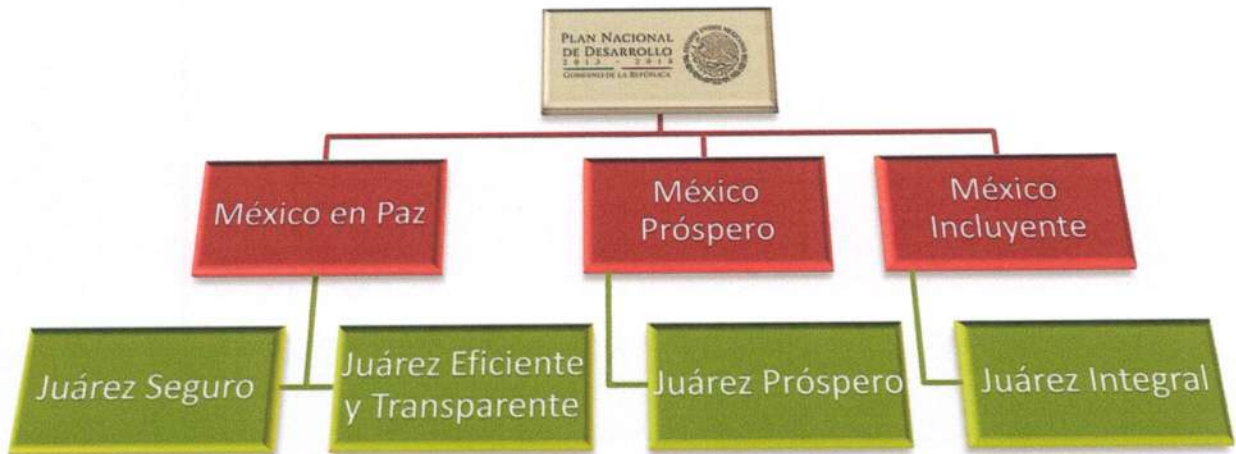 PLAN NACIONAL
DE DESARROLLO
2013 - 2018
GOBIERNO DE LA REPÚBLICA
México en Paz
México
Próspero
México
Incluyente
Juárez Seguro
Juárez Eficiente
y Transparente
Juárez Próspero
Juárez Integral